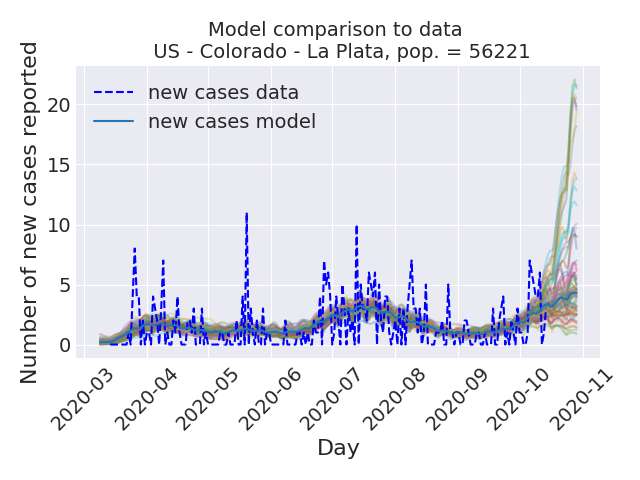 Model comparison to data
US - Colorado - La Plata, pop. = 56221
Number of new cases reported
20
15
10
5
0
new cases data
new cases model
2020-03
2020-04
2020-05
2020-06
2020-07
2020-08
2020-09
2020-10
2020-11
Day